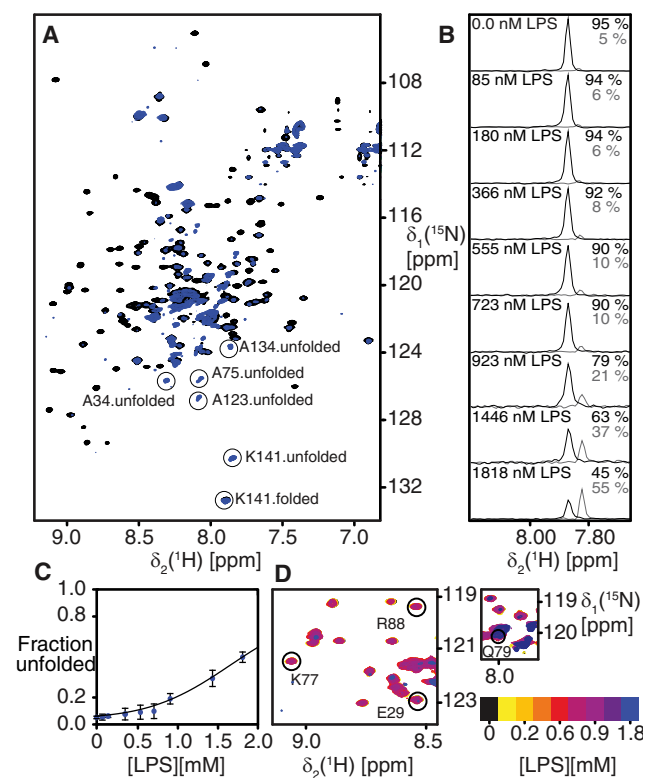 A
108
112
116
δ₁(¹⁵N)
[ppm]
120
124
128
132
A134.unfolded
A75.unfolded
A34.unfolded
A123.unfolded
K141.unfolded
K141.folded
9.0 8.5 8.0 7.5 7.0
δ₂(¹H) [ppm]
B
0.0 nM LPS 95 %
5 %
85 nM LPS 94 %
6 %
180 nM LPS 94 %
6 %
366 nM LPS 92 %
8 %
555 nM LPS 90 %
10 %
723 nM LPS 90 %
10 %
923 nM LPS 79 %
21 %
1446 nM LPS 63 %
37 %
1818 nM LPS 45 %
55 %
8.00 7.80
δ₂(¹H) [ppm]
C
1.0
0.8
Fraction
unfolded
0.2
0.0
0 0.5 1.0 1.5 2.0
[LPS][mM]
D
R88
K77
E29
119
121
123
9.0 8.5
δ₂(¹H) [ppm]
Q79
8.0
119 δ₁(¹⁵N)
120 [ppm]
0 0.2 0.6 0.9 1.8
[LPS][mM]